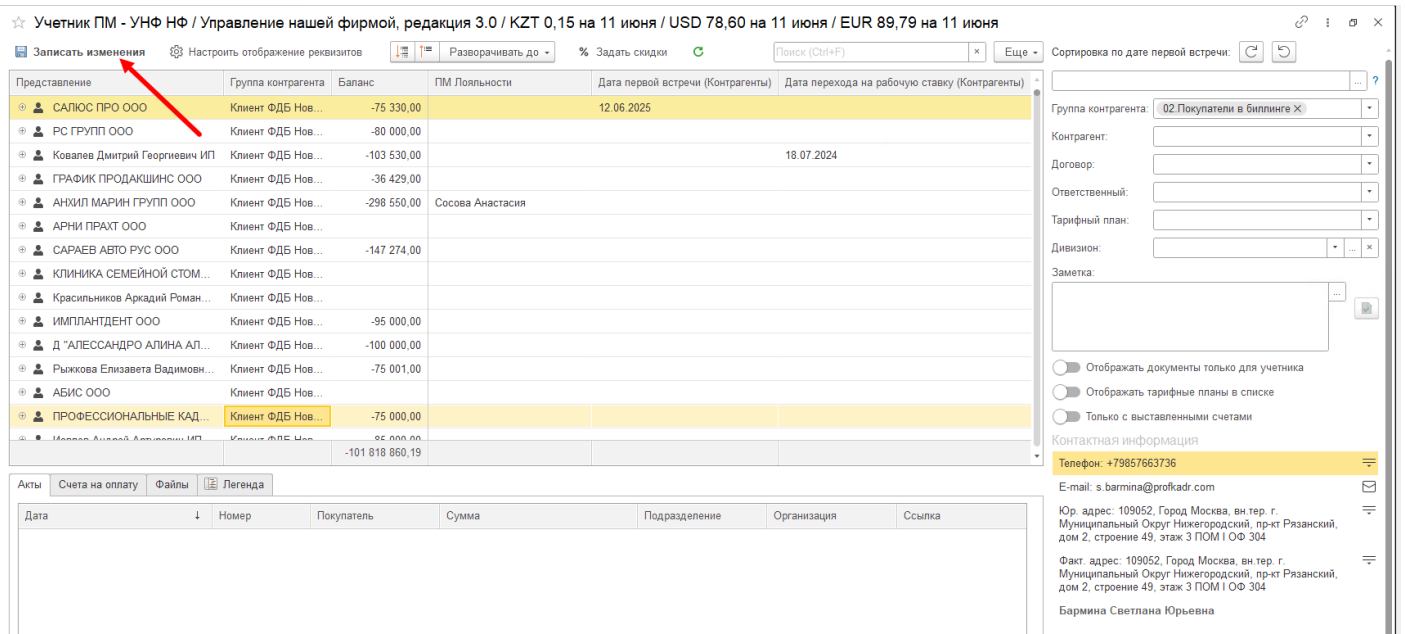 Учетник ПМ - УНФ НФ / Управление нашей фирмой, редакция 3.0 / KZT 0,15 на 11 июня / USD 78,60 на 11 июня / EUR 89,79 на 11 июня
Записать изменения Настроить отображение реквизитов Разворачивать до % Задать скидки Поиск (Ctrl+F) × Еще Сортировка по дате первой встречи:
Представление Группа контрагента Баланс ПМ Лояльности Дата первой встречи (Контрагенты) Дата перехода на рабочую ставку (Контрагенты)
... ?
САЛЮС ПРО ООО Клиент ФДБ Нов... -75 330,00 12.06.2025
Группа контрагента: 02.Покупатели в биллинге ×
РС ГРУПП ООО Клиент ФДБ Нов... -80 000,00
Контрагент:
Ковалев Дмитрий Георгиевич ИП Клиент ФДБ Нов... -103 530,00 18.07.2024
Договор:
ГРАФИК ПРОДАКШИНС ООО Клиент ФДБ Нов... -36 429,00
Ответственный:
АНХИЛ МАРИН ГРУПП ООО Клиент ФДБ Нов... -298 550,00 Сосова Анастасия
Тарифный план:
АРНИ ПРАХТ ООО Клиент ФДБ Нов...
Дивизион: ... ×
САРАЕВ АВТО РУС ООО Клиент ФДБ Нов... -147 274,00
Заметка:
КЛИНИКА СЕМЕЙНОЙ СТОМ... Клиент ФДБ Нов...
...
Красильников Аркадий Роман... Клиент ФДБ Нов...
ИМПЛАНТДЕНТ ООО Клиент ФДБ Нов... -95 000,00
Д "АЛЕССАНДРО АЛИНА АЛ... Клиент ФДБ Нов... -100 000,00
Рыжкова Елизавета Вадимовн... Клиент ФДБ Нов... -75 001,00
Отображать документы только для учетника
АБИС ООО Клиент ФДБ Нов...
Отображать тарифные планы в списке
ПРОФЕССИОНАЛЬНЫЕ КАД... Клиент ФДБ Нов... -75 000,00
Только с выставленными счетами
Контактная информация
-101 818 860,19
Телефон: +79857663736
Акты Счета на оплату Файлы Легенда
E-mail: s.barmina@profkadr.com
Дата ↓ Номер Покупатель Сумма Подразделение Организация Ссылка
Юр. адрес: 109052, Город Москва, вн.тер. г.
Муниципальный Округ Нижегородский, пр-кт Рязанский,
дом 2, строение 49, этаж 3 ПОМ I ОФ 304
Факт. адрес: 109052, Город Москва, вн.тер. г.
Муниципальный Округ Нижегородский, пр-кт Рязанский,
дом 2, строение 49, этаж 3 ПОМ I ОФ 304
Бармина Светлана Юрьевна